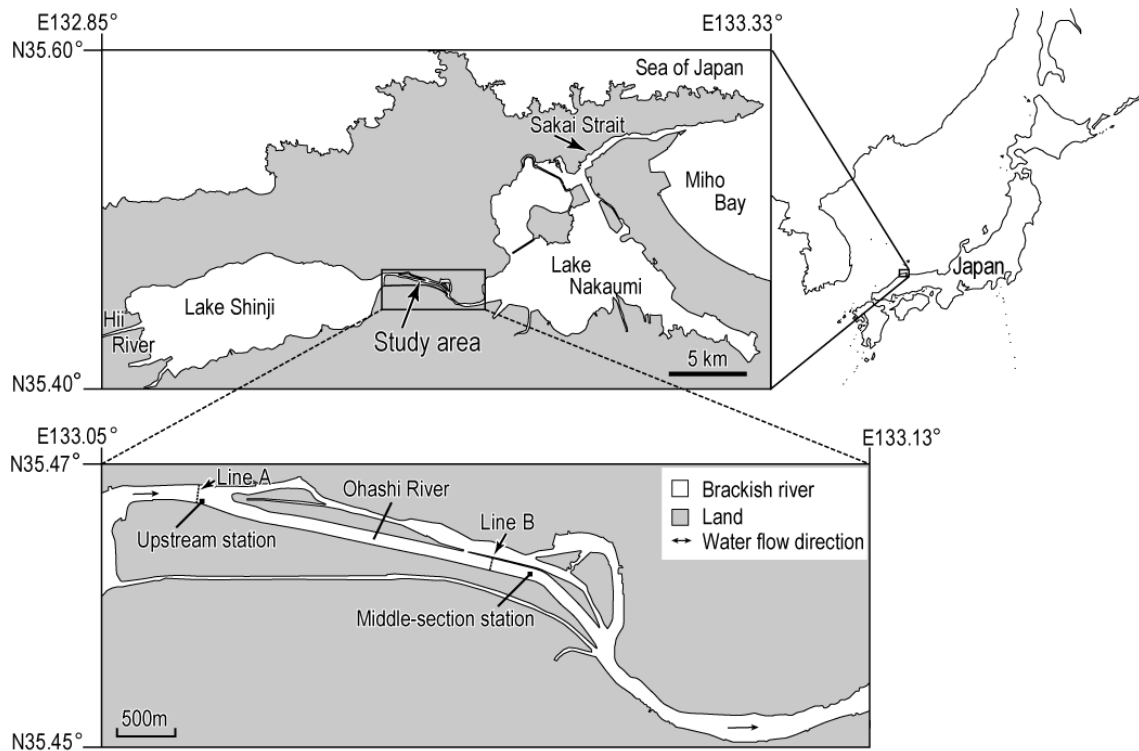 E132.85°
E133.33°
N35.60°
Sea of Japan
Sakai Strait
Miho
Bay
Japan
Lake
Nakaumi
Lake Shinji
Hii
River
Study area
5 km
N35.40°
E133.05°
E133.13°
N35.47°
Line A
Ohashi River
Brackish river
Land
Water flow direction
Line B
Upstream station
Middle-section station
500m
N35.45°